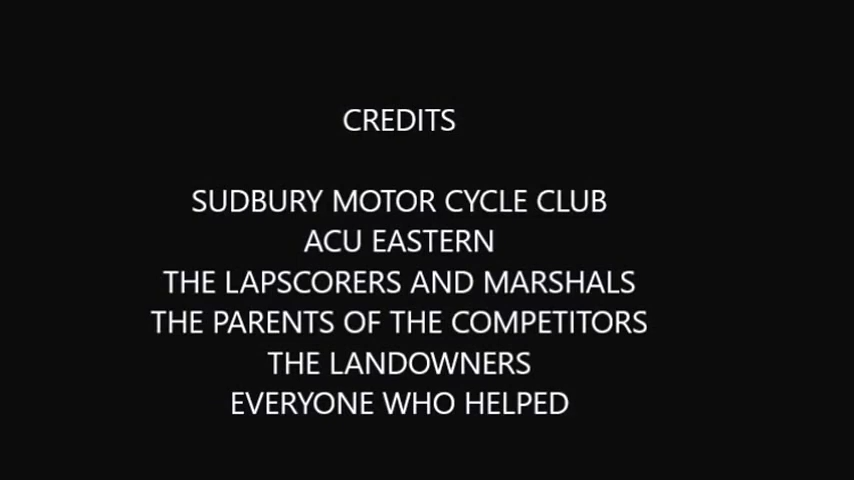 CREDITS
SUDBURY MOTOR CYCLE CLUB
ACU EASTERN
THE LAPSCORERS AND MARSHALS
THE PARENTS OF THE COMPETITORS
THE LANDOWNERS
EVERYONE WHO HELPED